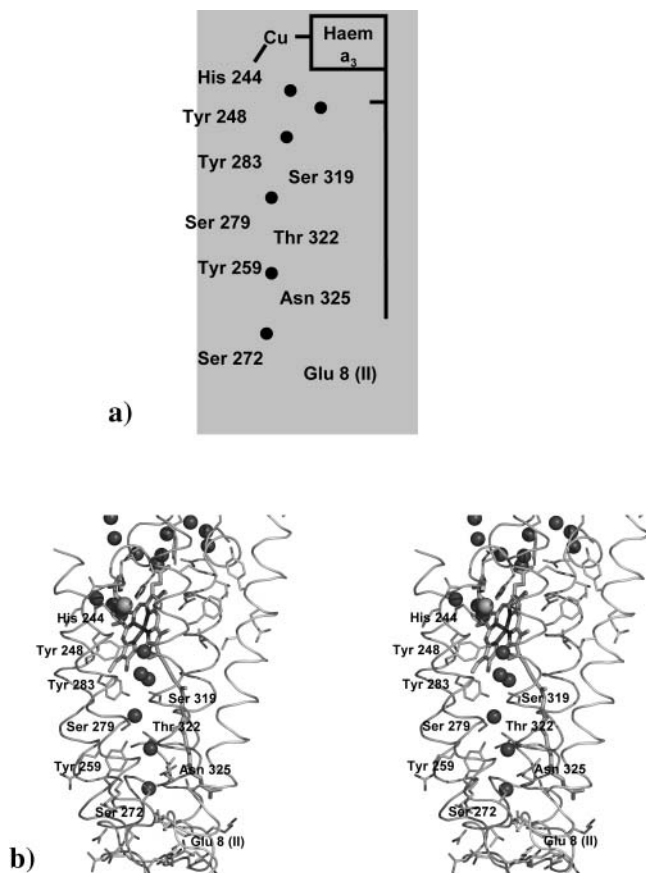 Cu
Haem
a3
His 244
Tyr 248
Tyr 283
Ser 319
Ser 279
Thr 322
Tyr 259
Asn 325
Ser 272
Glu 8 (II)
a)
His 244
Tyr 248
Tyr 283
Ser 319
Ser 279
Thr 322
Tyr 259
Asn 325
Ser 272
Glu 8 (II)
His 244
Tyr 248
Tyr 283
Ser 319
Ser 279
Thr 322
Tyr 259
Asn 325
Ser 272
Glu 8 (II)
b)